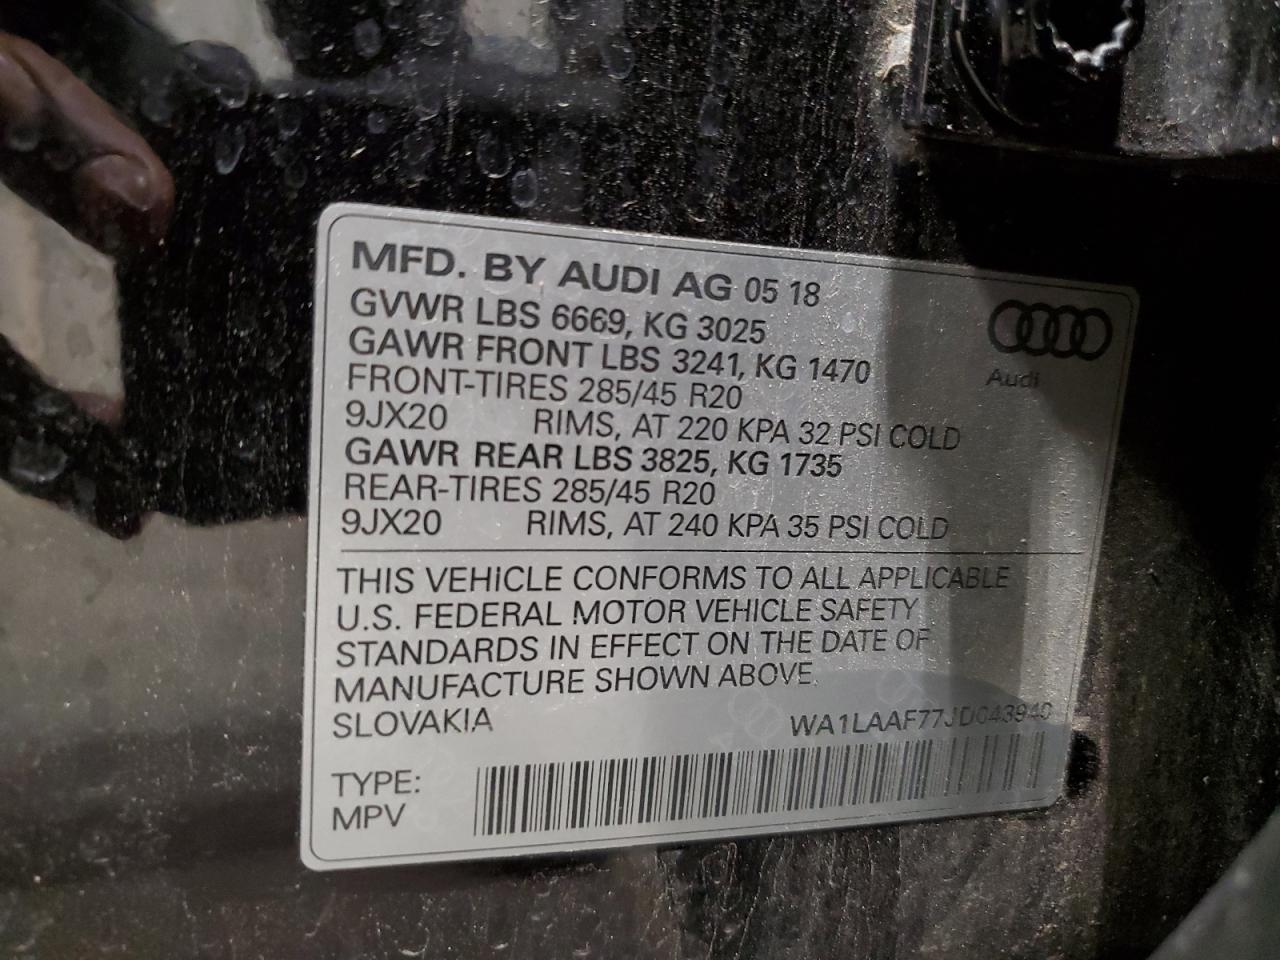 MFD. BY AUDI AG 05 18
GVWR LBS 6669, KG 3025
GAWR FRONT LBS 3241, KG 1470
FRONT-TIRES 285/45 R20
9JX20 RIMS, AT 220 KPA 32 PSI COLD
GAWR REAR LBS 3825, KG 1735
REAR-TIRES 285/45 R20
9JX20 RIMS, AT 240 KPA 35 PSI COLD
Audi
THIS VEHICLE CONFORMS TO ALL APPLICABLE
U.S. FEDERAL MOTOR VEHICLE SAFETY
STANDARDS IN EFFECT ON THE DATE OF
MANUFACTURE SHOWN ABOVE.
SLOVAKIA WA1LAAF77JD043940
TYPE:
MPV